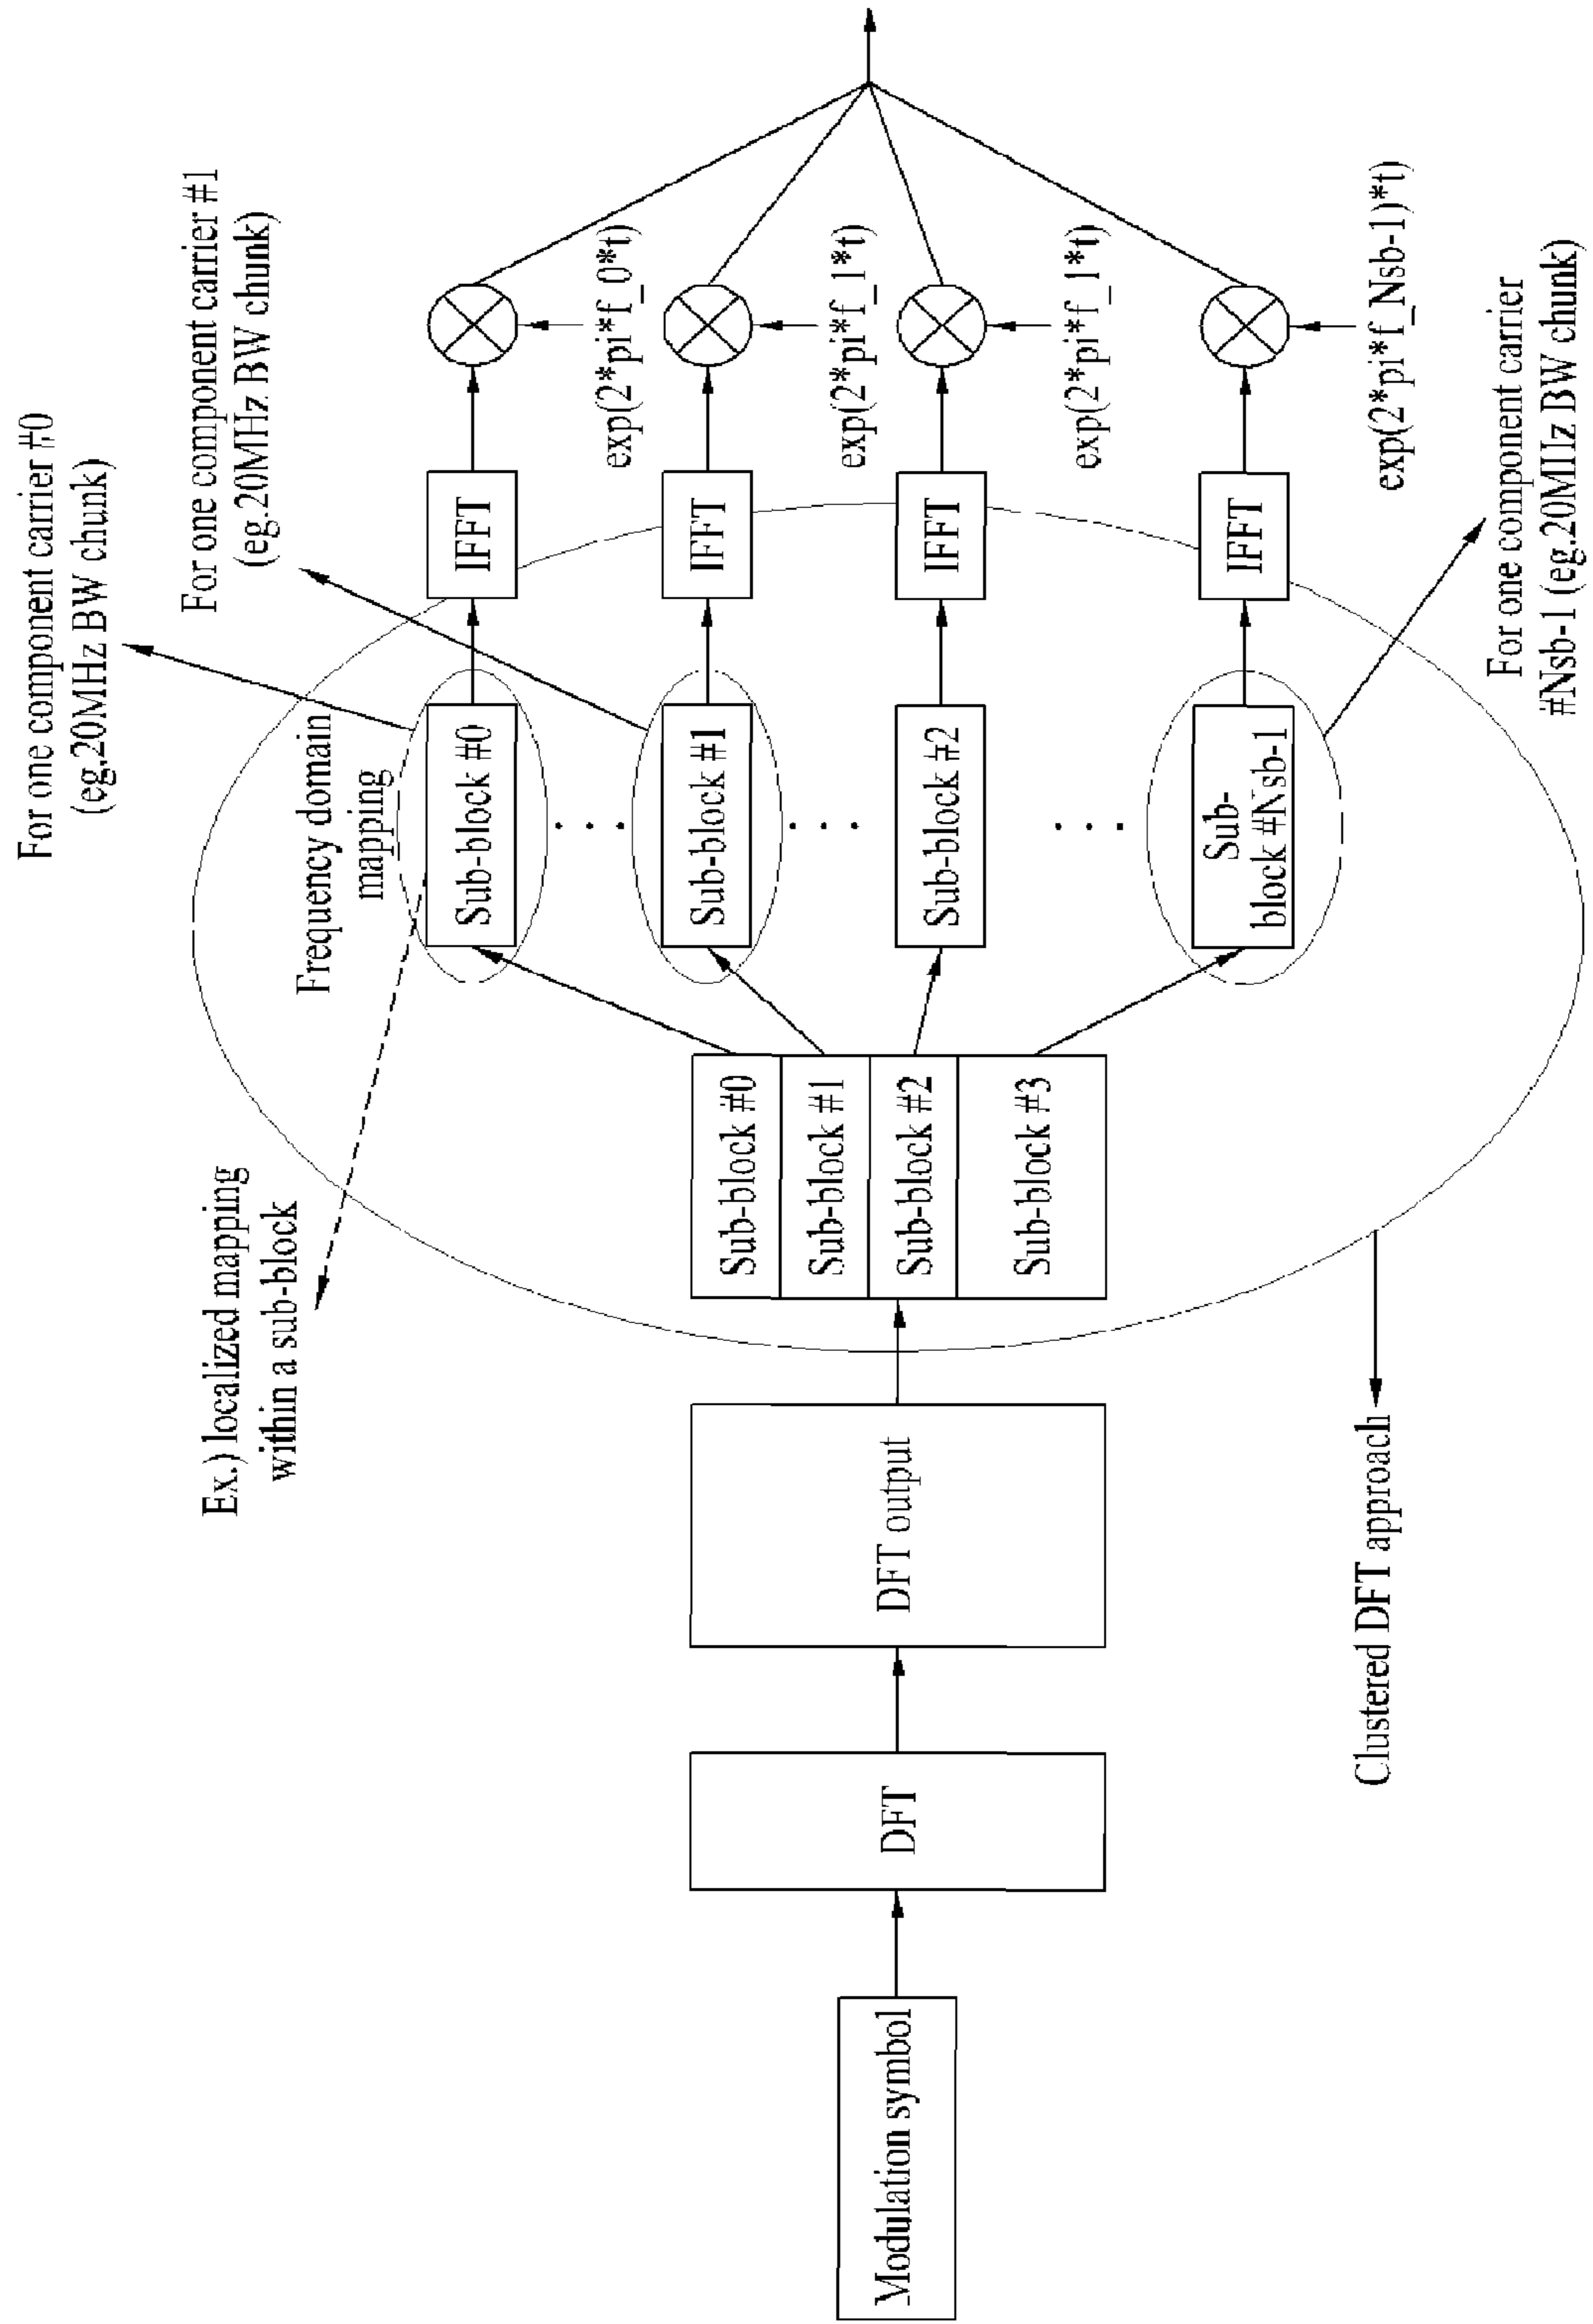 For one component carrier #0
(eg.20MHz BW chunk)
For one component carrier #1
(eg.20MHz BW chunk)
Ex.) localized mapping
within a sub-block
Frequency domain
mapping
Modulation symbol
DFT
DFT output
Sub-block #0
Sub-block #1
Sub-block #2
Sub-block #3
Sub-block #0
IFFT
exp(2*pi*f_0*t)
Sub-block #1
IFFT
exp(2*pi*f_1*t)
Sub-block #2
IFFT
exp(2*pi*f_1*t)
Sub-
block #Nsb-1
IFFT
exp(2*pi*f_Nsb-1)*t)
Clustered DFT approach
For one component carrier
#Nsb-1 (eg.20MHz BW chunk)